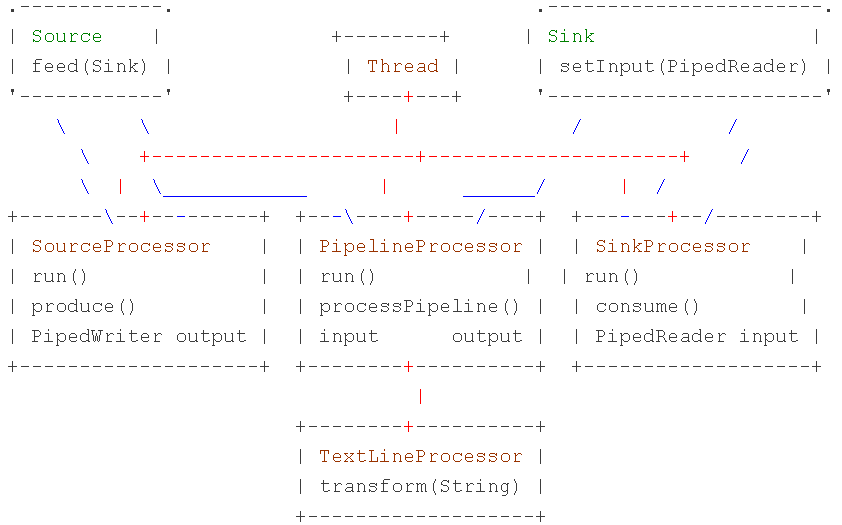 Source Sink
feed(Sink) Thread setInput(PipedReader)
SourceProcessor PipelineProcessor SinkProcessor
run() run() run()
produce() processPipeline() consume()
PipedWriter output input output PipedReader input
TextLineProcessor
transform(String)